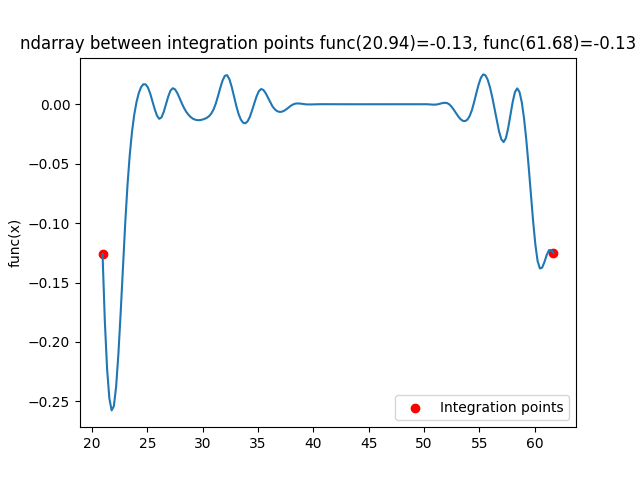 ndarray between integration points func(20.94)=-0.13, func(61.68)=-0.13
0.00
−0.05
−0.10
−0.15
−0.20
−0.25
func(x)
Integration points
20 25 30 35 40 45 50 55 60